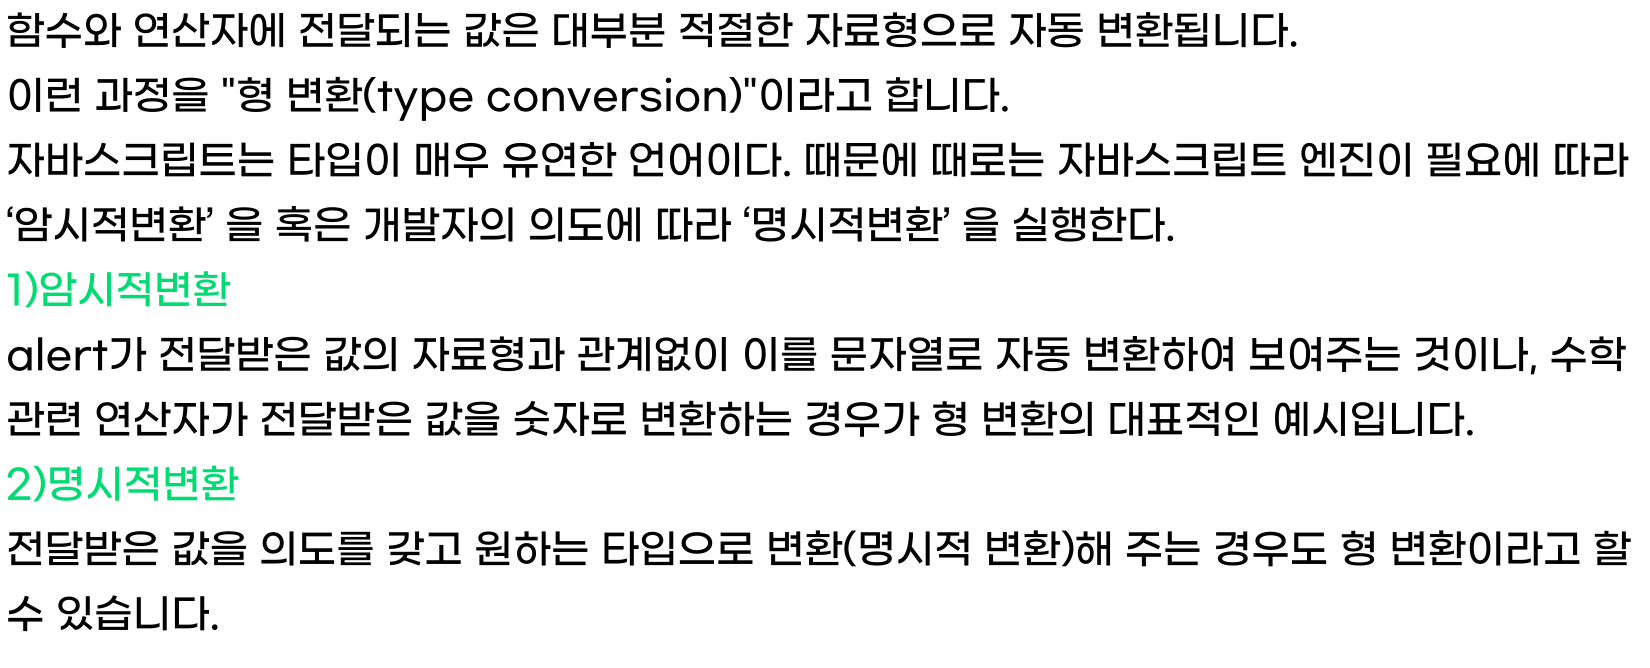 함수와 연산자에 전달되는 값은 대부분 적절한 자료형으로 자동 변환됩니다.
이런 과정을 "형 변환(type conversion)"이라고 합니다.
자바스크립트는 타입이 매우 유연한 언어이다. 때문에 때로는 자바스크립트 엔진이 필요에 따라
‘암시적변환’ 을 혹은 개발자의 의도에 따라 ‘명시적변환’ 을 실행한다.
1)암시적변환
alert가 전달받은 값의 자료형과 관계없이 이를 문자열로 자동 변환하여 보여주는 것이나, 수학
관련 연산자가 전달받은 값을 숫자로 변환하는 경우가 형 변환의 대표적인 예시입니다.
2)명시적변환
전달받은 값을 의도를 갖고 원하는 타입으로 변환(명시적 변환)해 주는 경우도 형 변환이라고 할
수 있습니다.